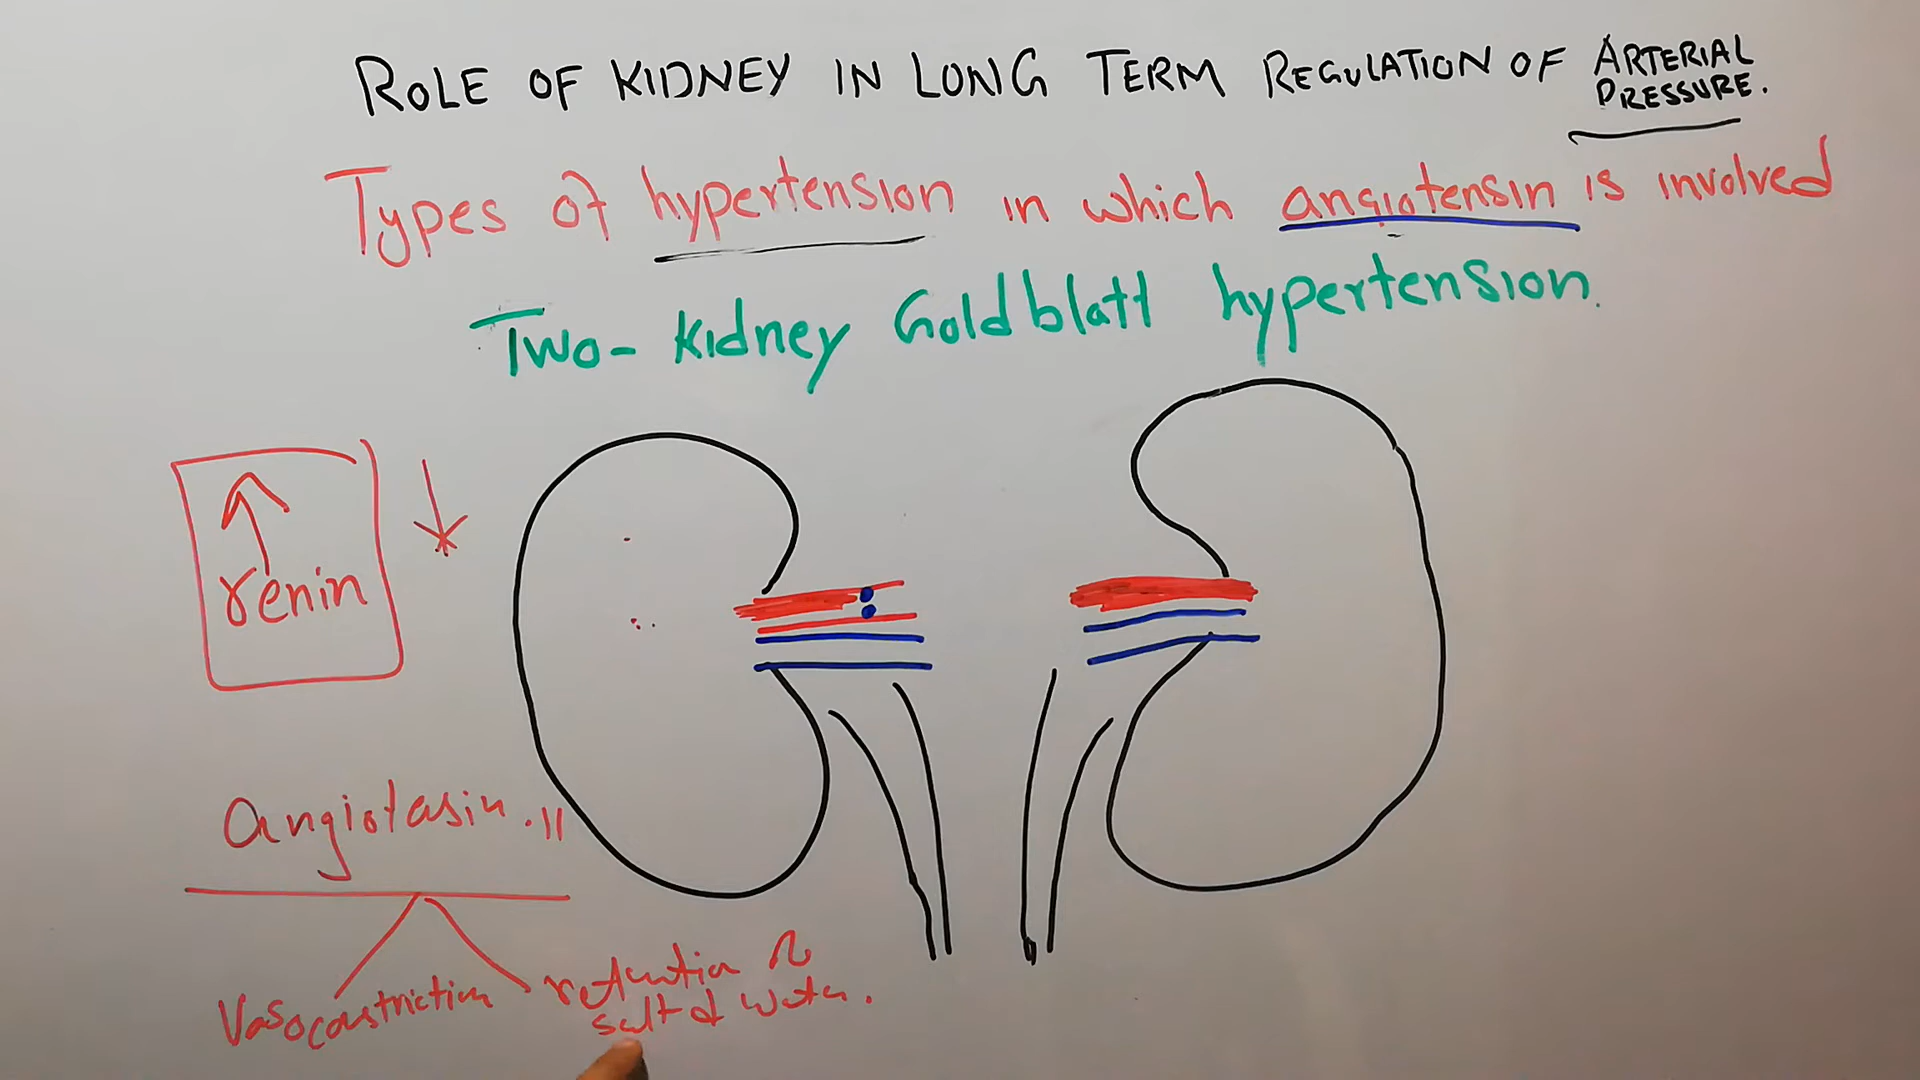 ROLE OF KIDNEY IN LONG TERM REGULATION OF ARTERIAL PRESSURE.
Types of hypertension in which angiotensin is involved
Two-kidney Goldblatt hypertension.
renin
Angiotasin.II
Vasoconstriction
retention of
salt & water.